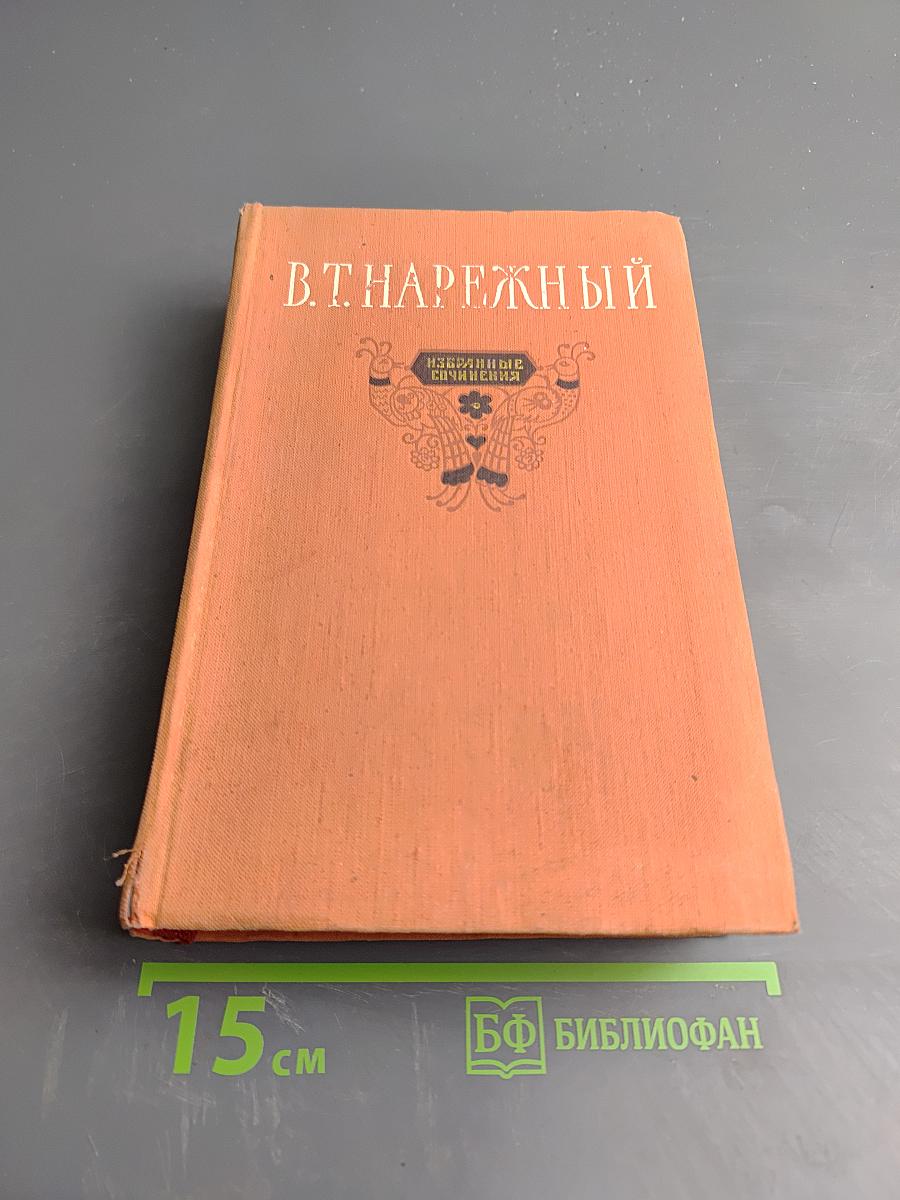 В.Т.НАРЕЖНЫЙ
ИЗБРАННЫЕ
СОЧИНЕНИЯ
15 см
БФ БИБЛИОФАН